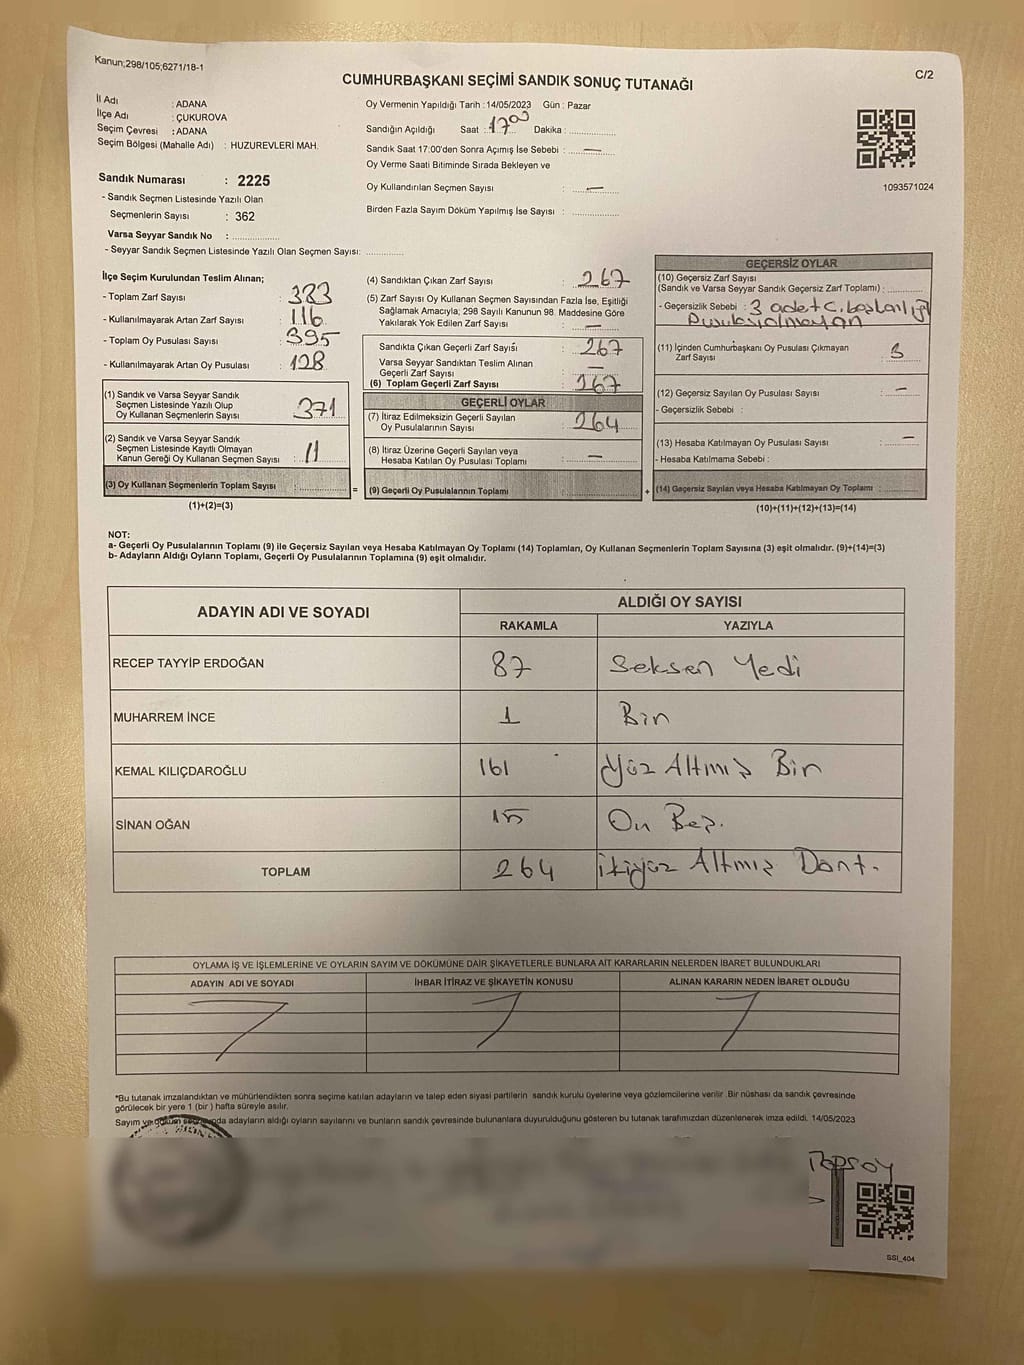 Kanun;298/105;6271/18-1
C/2
CUMHURBAŞKANI SEÇİMİ SANDIK SONUÇ TUTANAĞI
İl Adı : ADANA
İlçe Adı : ÇUKUROVA
Seçim Çevresi : ADANA
Seçim Bölgesi (Mahalle Adı) : HUZUREVLERİ MAH.
Sandık Numarası : 2225
- Sandık Seçmen Listesinde Yazılı Olan
Seçmenlerin Sayısı : 362
Varsa Seyyar Sandık No :
- Seyyar Sandık Seçmen Listesinde Yazılı Olan Seçmen Sayısı:
Oy Vermenin Yapıldığı Tarih :14/05/2023 Gün : Pazar
Sandığın Açıldığı Saat : 17 00 Dakika :
Sandık Saat 17:00'den Sonra Açımış İse Sebebi : —
Oy Verme Saati Bitiminde Sırada Bekleyen ve
Oy Kullandırılan Seçmen Sayısı : —
Birden Fazla Sayım Döküm Yapılmış İse Sayısı :
1093571024
İlçe Seçim Kurulundan Teslim Alınan;
- Toplam Zarf Sayısı : 383
- Kullanılmayarak Artan Zarf Sayısı : 116
- Toplam Oy Pusulası Sayısı : 395
- Kullanılmayarak Artan Oy Pusulası : 128
(1) Sandık ve Varsa Seyyar Sandık
Seçmen Listesinde Yazılı Olup
Oy Kullanan Seçmenlerin Sayısı : 371
(2) Sandık ve Varsa Seyyar Sandık
Seçmen Listesinde Kayıtlı Olmayan
Kanun Gereği Oy Kullanan Seçmen Sayısı : 11
(3) Oy Kullanan Seçmenlerin Toplam Sayısı :
(1)+(2)=(3)
(4) Sandıktan Çıkan Zarf Sayısı : 267
(5) Zarf Sayısı Oy Kullanan Seçmen Sayısından Fazla İse, Eşitliği
Sağlamak Amacıyla; 298 Sayılı Kanunun 98. Maddesine Göre
Yakılarak Yok Edilen Zarf Sayısı : —
Sandıkta Çıkan Geçerli Zarf Sayısı : 267
Varsa Seyyar Sandıktan Teslim Alınan
Geçerli Zarf Sayısı : —
(6) Toplam Geçerli Zarf Sayısı : 267
GEÇERLİ OYLAR
(7) İtiraz Edilmeksizin Geçerli Sayılan
Oy Pusulalarının Sayısı : 264
(8) İtiraz Üzerine Geçerli Sayılan veya
Hesaba Katılan Oy Pusulası Toplamı : —
= (9) Geçerli Oy Pusulalarının Toplamı :
GEÇERSİZ OYLAR
(10) Geçersiz Zarf Sayısı
(Sandık ve Varsa Seyyar Sandık Geçersiz Zarf Toplamı) :
- Geçersizlik Sebebi : 3 adet C.başkanlığı
Pusulası olmayan
(11) İçinden Cumhurbaşkanı Oy Pusulası Çıkmayan
Zarf Sayısı : 3
(12) Geçersiz Sayılan Oy Pusulası Sayısı : —
- Geçersizlik Sebebi :
(13) Hesaba Katılmayan Oy Pusulası Sayısı : —
- Hesaba Katılmama Sebebi :
+ (14) Geçersiz Sayılan veya Hesaba Katılmayan Oy Toplamı :
(10)+(11)+(12)+(13)=(14)
NOT:
a- Geçerli Oy Pusulalarının Toplamı (9) ile Geçersiz Sayılan veya Hesaba Katılmayan Oy Toplamı (14) Toplamları, Oy Kullanan Seçmenlerin Toplam Sayısına (3) eşit olmalıdır. (9)+(14)=(3)
b- Adayların Aldığı Oyların Toplamı, Geçerli Oy Pusulalarının Toplamına (9) eşit olmalıdır.
ADAYIN ADI VE SOYADI
ALDIĞI OY SAYISI
RAKAMLA YAZIYLA
RECEP TAYYİP ERDOĞAN 87 Seksen Yedi
MUHARREM İNCE 1 Bin
KEMAL KILIÇDAROĞLU 161 Yüz Altmış Bin
SİNAN OĞAN 15 On Beş.
TOPLAM 264 İkiyüz Altmış Dört.
OYLAMA İŞ VE İŞLEMLERİNE VE OYLARIN SAYIM VE DÖKÜMÜNE DAİR ŞİKAYETLERLE BUNLARA AİT KARARLARIN NELERDEN İBARET BULUNDUKLARI
ADAYIN ADI VE SOYADI İHBAR İTİRAZ VE ŞİKAYETİN KONUSU ALINAN KARARIN NEDEN İBARET OLDUĞU
*Bu tutanak imzalandıktan ve mühürlendikten sonra seçime katılan adayların ve talep eden siyasi partilerin sandık kurulu üyelerine veya gözlemcilerine verilir .Bir nüshası da sandık çevresinde
görülecek bir yere 1 (bir ) hafta süreyle asılır.
Sayım ve döküm sonunda adayların aldığı oyların sayılarını ve bunların sandık çevresinde bulunanlara duyurulduğunu gösteren bu tutanak tarafımızdan düzenlenerek imza edildi. 14/05/2023
TOPSOY
SSI_404